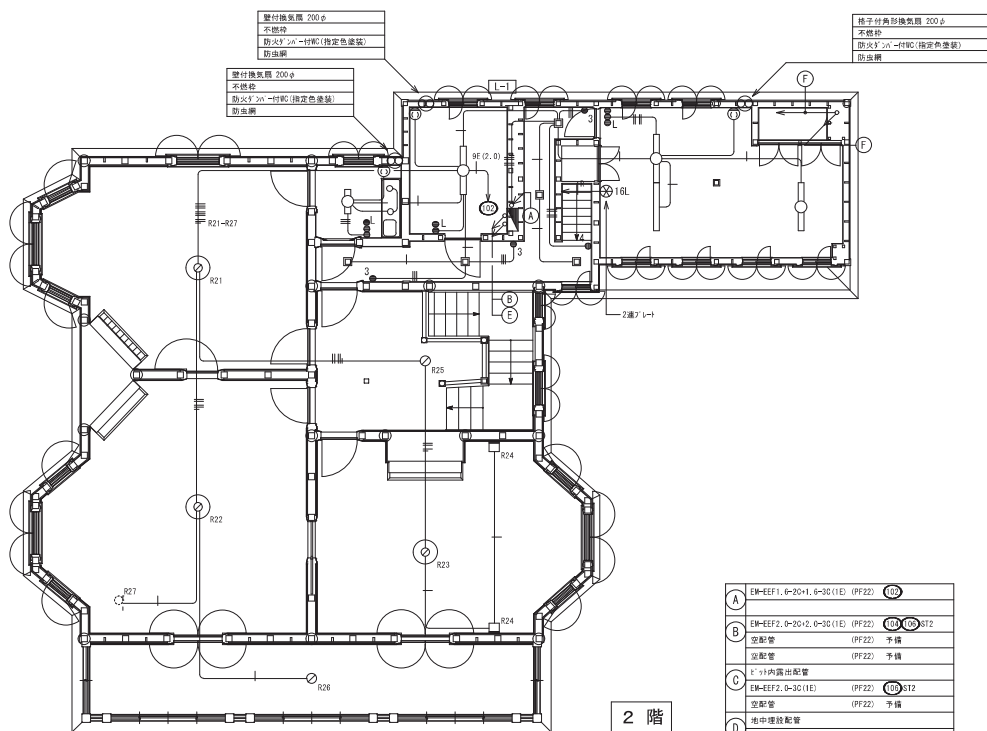 壁付換気扇 200φ
不燃枠
防火ダンパー付WC(指定色塗装)
防虫網
格子付角形換気扇 200φ
不燃枠
防火ダンパー付WC(指定色塗装)
防虫網
壁付換気扇 200φ
不燃枠
防火ダンパー付WC(指定色塗装)
防虫網
L-1
F
3
L
9E(2.0)
F
16L
102
A
R21~R27
L
L
4
3
3
R21
B
E
2連プレート
R25
R24
R22
R23
R27
R24
R26
2 階
A
EM-EEF1.6-2C+1.6-3C(1E) (PF22) 102
B
EM-EEF2.0-2C+2.0-3C(1E) (PF22) 104 106 ST2
空配管 (PF22) 予備
空配管 (PF22) 予備
C
ピット内露出配管
EM-EEF2.0-3C(1E) (PF22) 106 ST2
空配管 (PF22) 予備
D
地中埋設配管